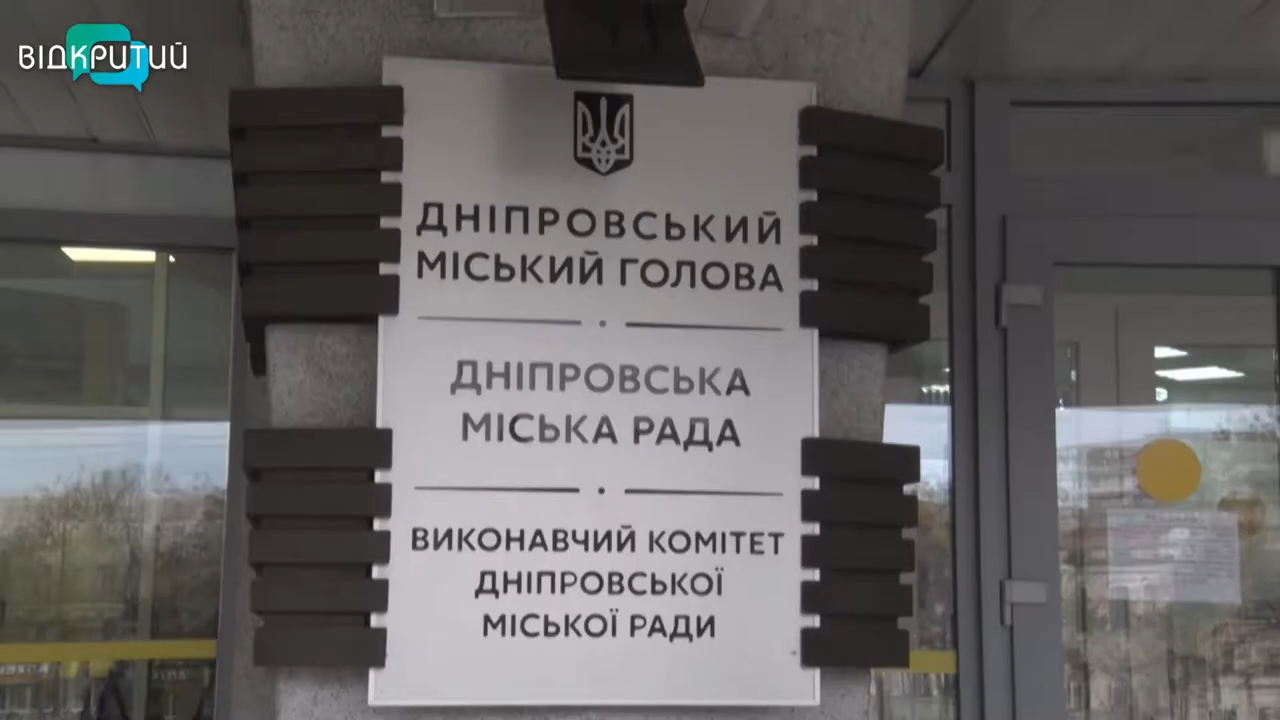 ВІДКРИТИЙ
ДНІПРОВСЬКИЙ
МІСЬКИЙ ГОЛОВА
ДНІПРОВСЬКА
МІСЬКА РАДА
ВИКОНАВЧИЙ КОМІТЕТ
ДНІПРОВСЬКОЇ
МІСЬКОЇ РАДИ